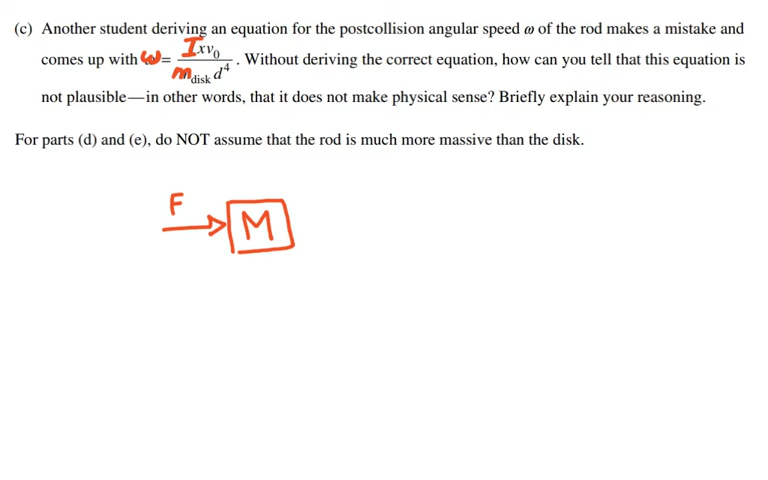 (c) Another student deriving an equation for the postcollision angular speed ω of the rod makes a mistake and
comes up with ω = I x v₀ / m_disk d⁴ . Without deriving the correct equation, how can you tell that this equation is
not plausible—in other words, that it does not make physical sense? Briefly explain your reasoning.
For parts (d) and (e), do NOT assume that the rod is much more massive than the disk.
F
M